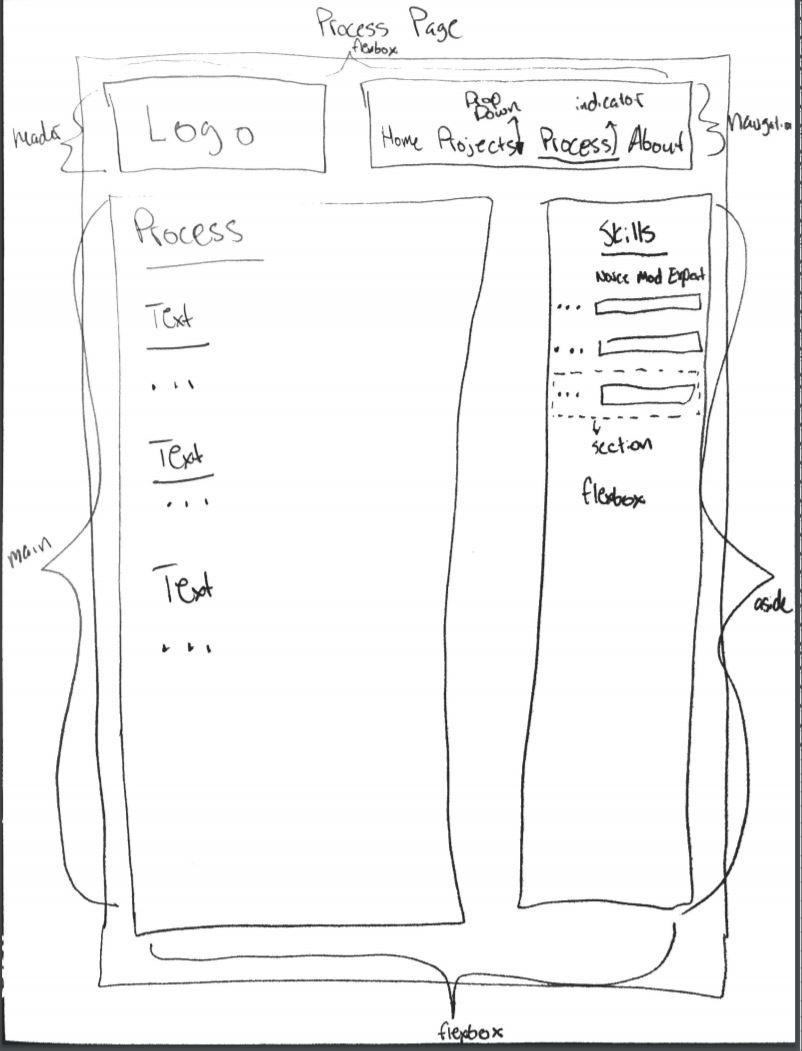 Process Page
flexbox
Drop
Down
indicator
header
Logo
Home Projects Process About
Navigation
Process
Skills
Novice Mod Expert
Text
...
...
...
Text
...
...
section
flexbox
main
Text
...
aside
flexbox